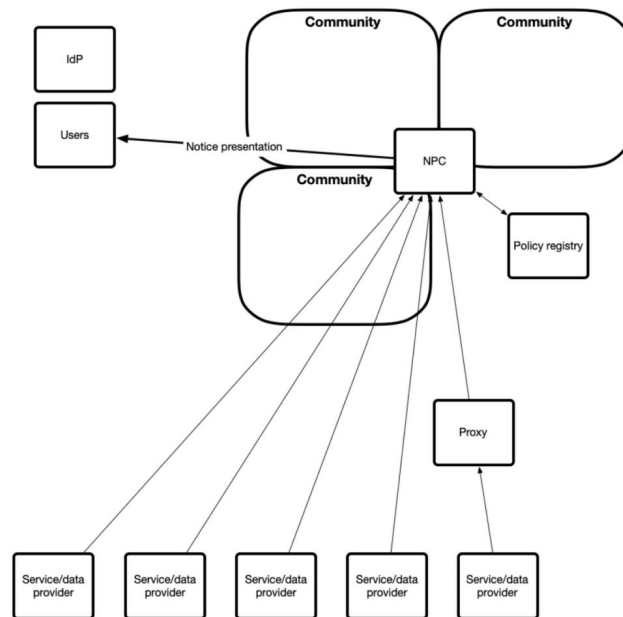 Community
Community
IdP
Users
Notice presentation
NPC
Community
Policy registry
Proxy
Service/data
provider
Service/data
provider
Service/data
provider
Service/data
provider
Service/data
provider